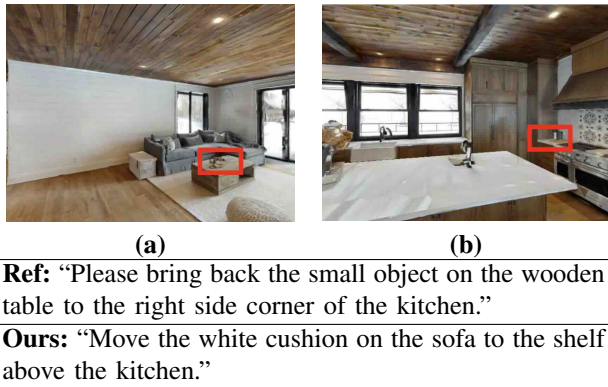 (a) (b)
Ref: “Please bring back the small object on the wooden
table to the right side corner of the kitchen.”
Ours: “Move the white cushion on the sofa to the shelf
above the kitchen.”